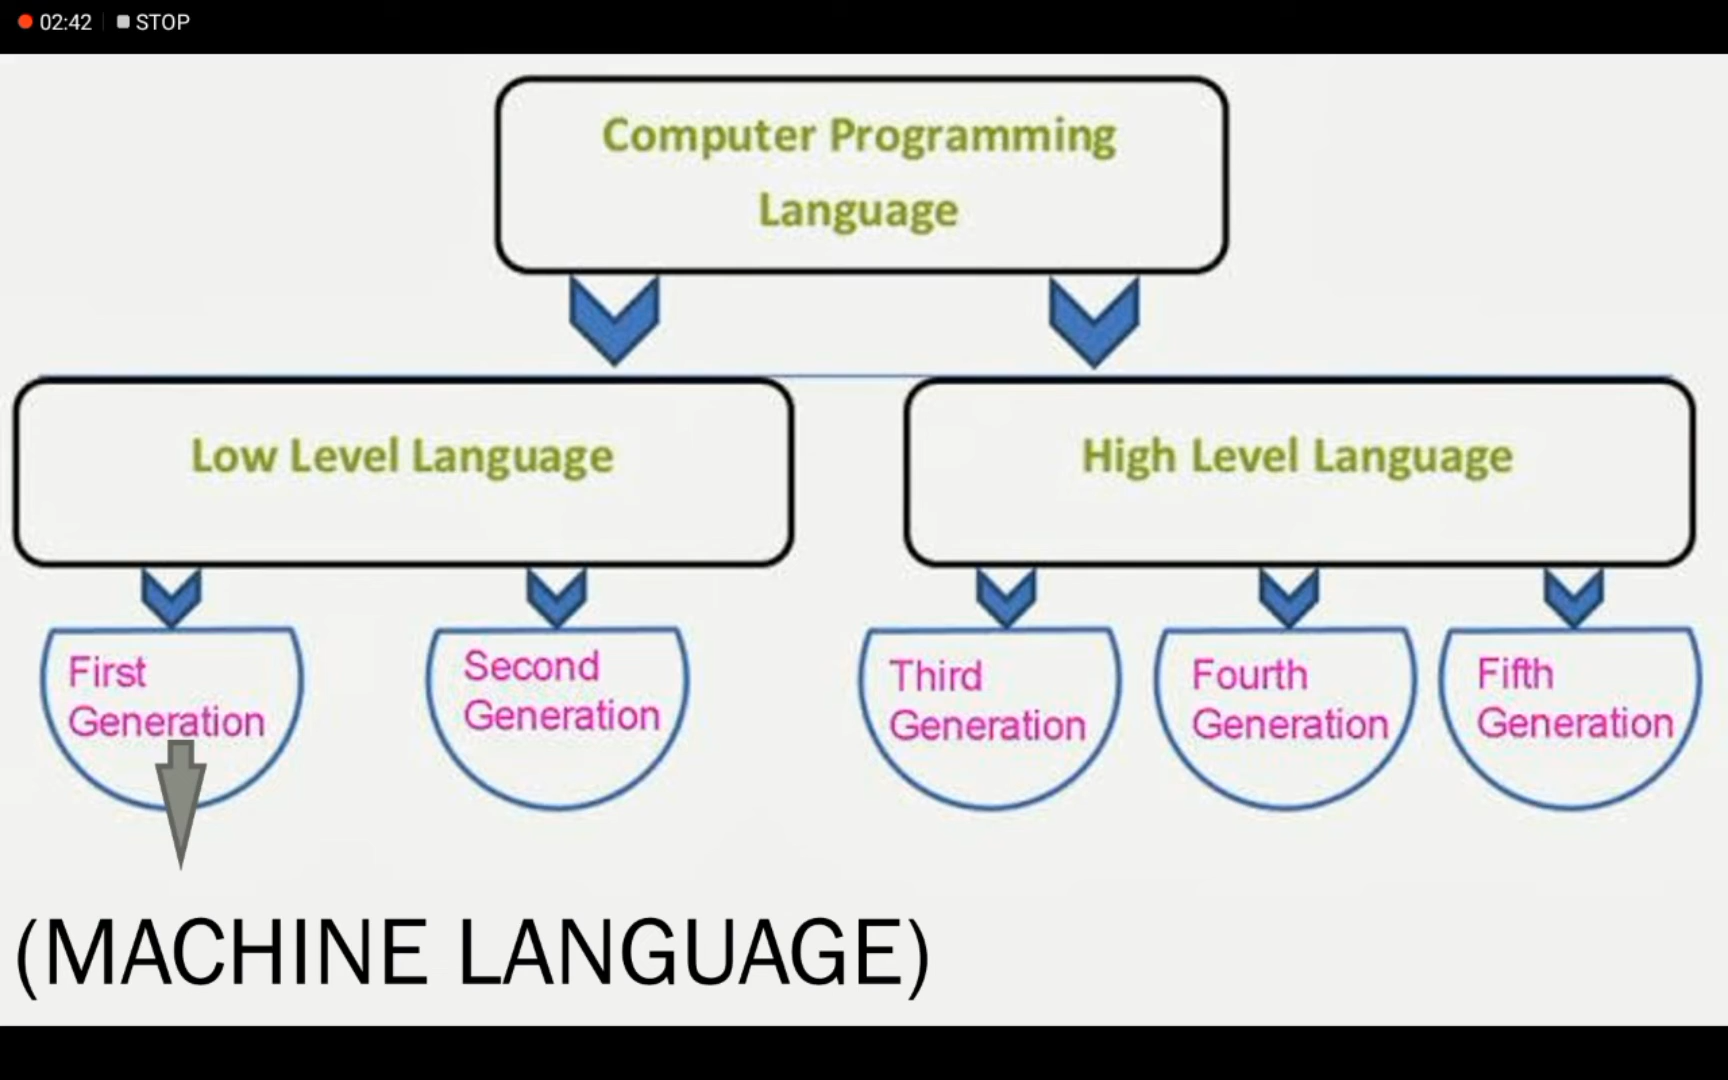 02:42 STOP
Computer Programming
Language
Low Level Language
High Level Language
First
Generation
Second
Generation
Third
Generation
Fourth
Generation
Fifth
Generation
(MACHINE LANGUAGE)